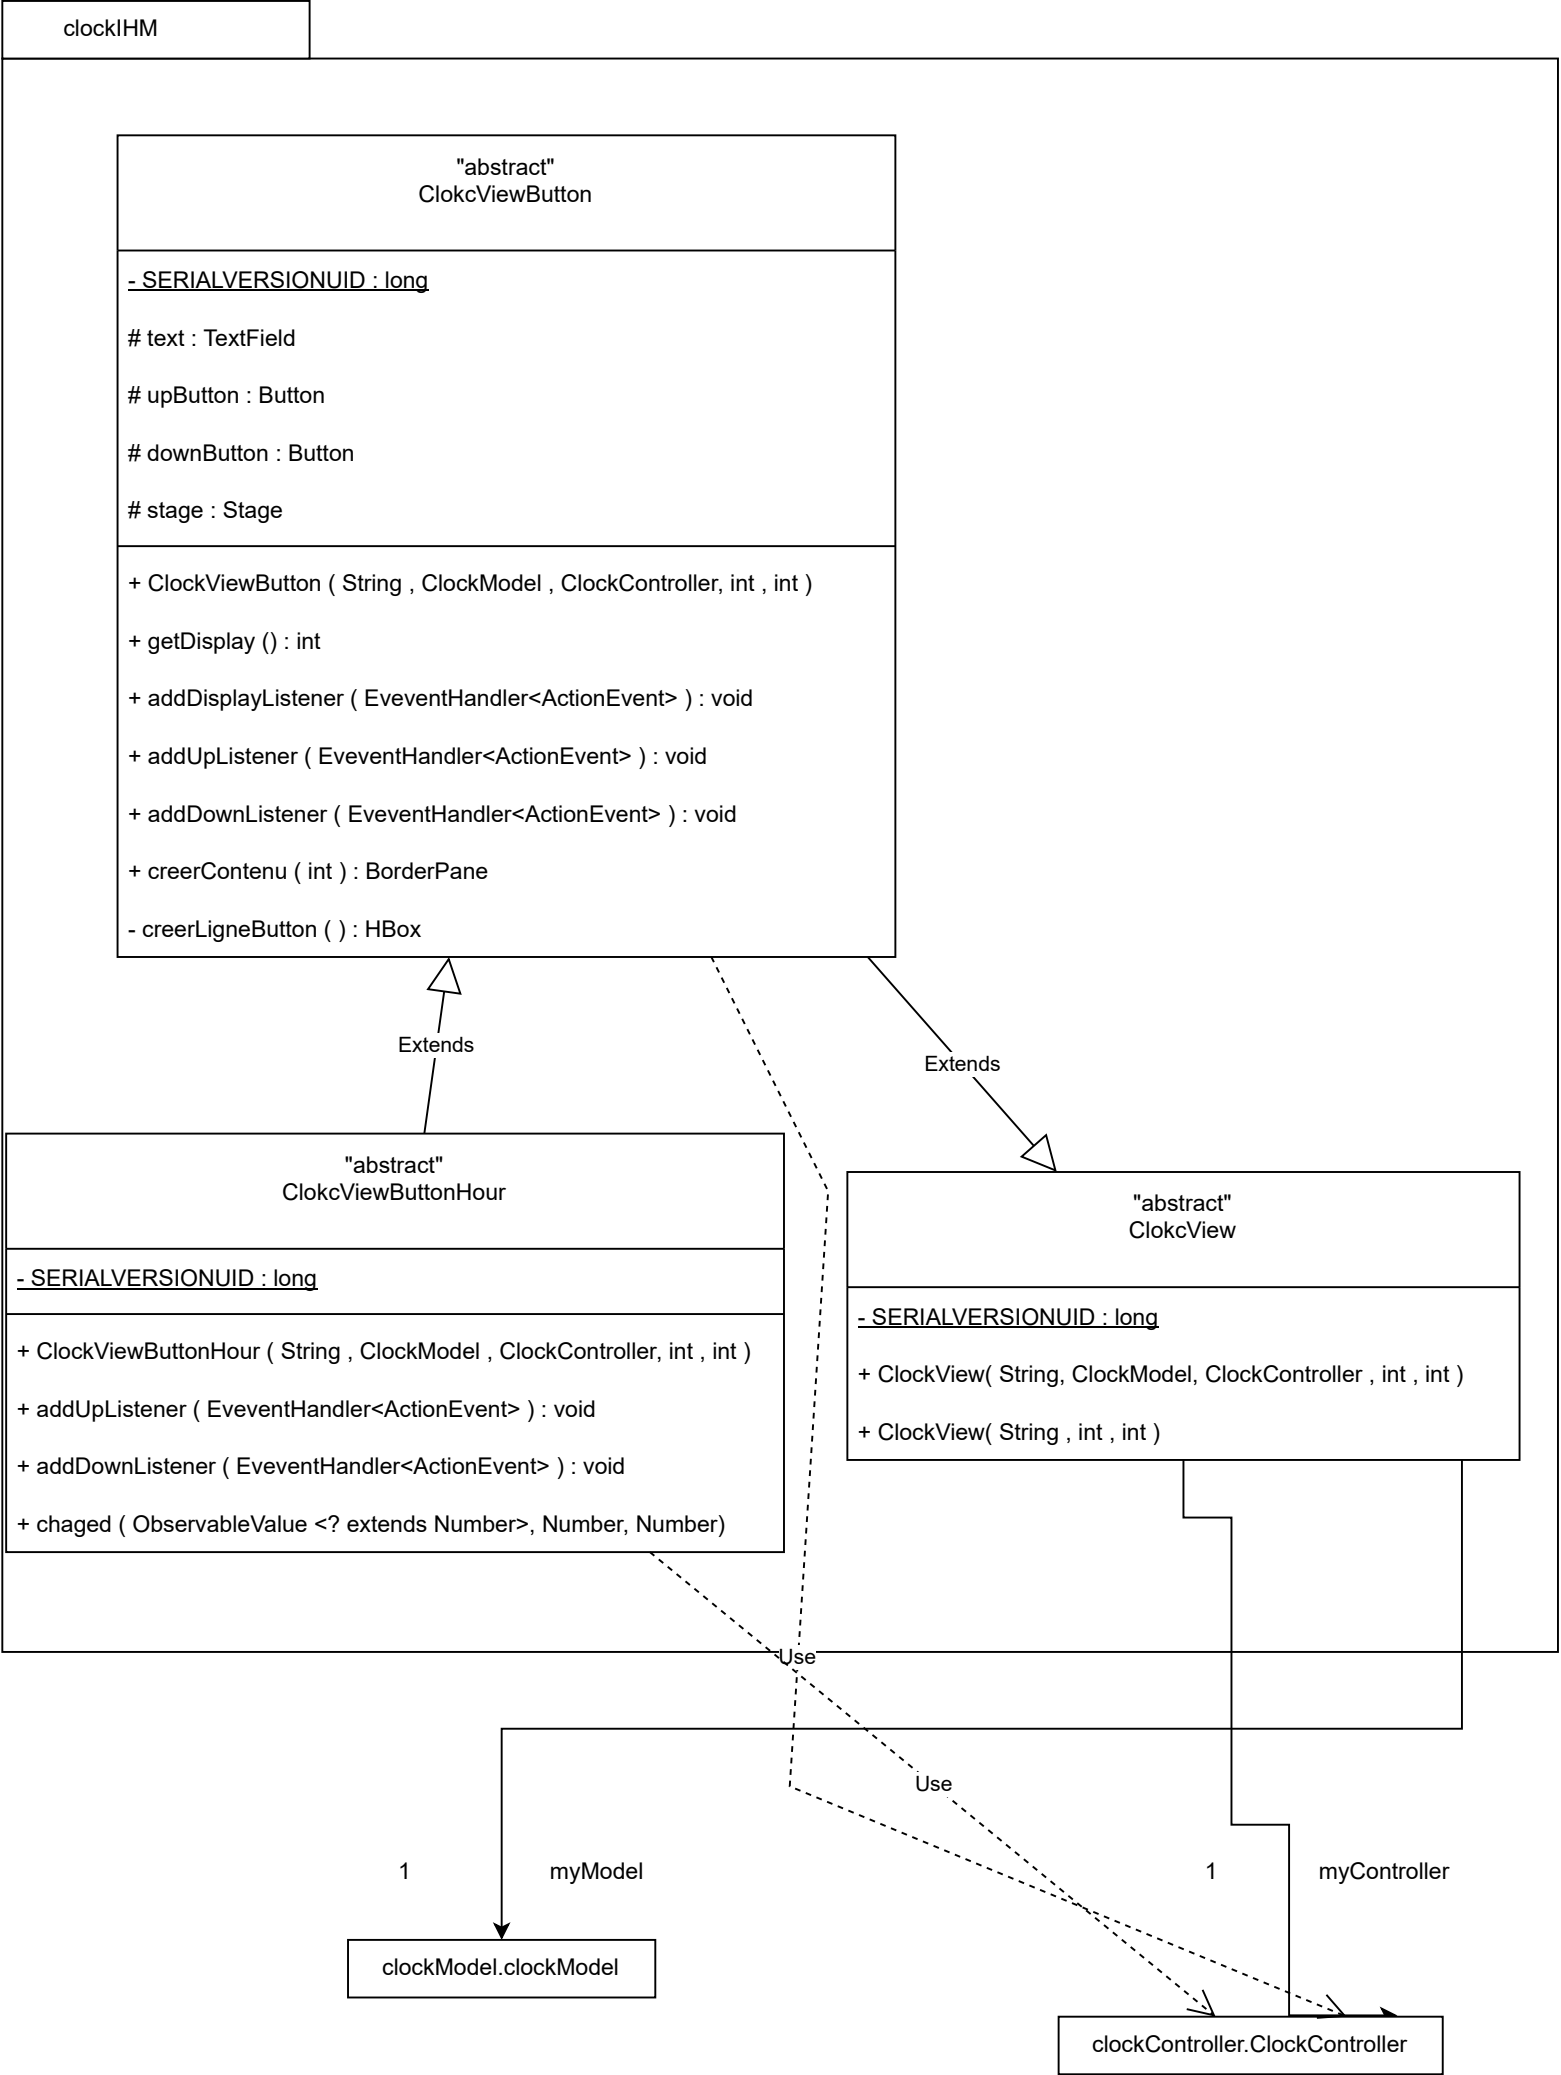 clockIHM
"abstract"
ClokcViewButton
- SERIALVERSIONUID : long
# text : TextField
# upButton : Button
# downButton : Button
# stage : Stage
+ ClockViewButton ( String , ClockModel , ClockController, int , int )
+ getDisplay () : int
+ addDisplayListener ( EveventHandler<ActionEvent> ) : void
+ addUpListener ( EveventHandler<ActionEvent> ) : void
+ addDownListener ( EveventHandler<ActionEvent> ) : void
+ creerContenu ( int ) : BorderPane
- creerLigneButton ( ) : HBox
Extends
Extends
"abstract"
ClokcViewButtonHour
- SERIALVERSIONUID : long
+ ClockViewButtonHour ( String , ClockModel , ClockController, int , int )
+ addUpListener ( EveventHandler<ActionEvent> ) : void
+ addDownListener ( EveventHandler<ActionEvent> ) : void
+ chaged ( ObservableValue <? extends Number>, Number, Number)
"abstract"
ClokcView
- SERIALVERSIONUID : long
+ ClockView( String, ClockModel, ClockController , int , int )
+ ClockView( String , int , int )
Use
Use
1
myModel
1
myController
clockModel.clockModel
clockController.ClockController